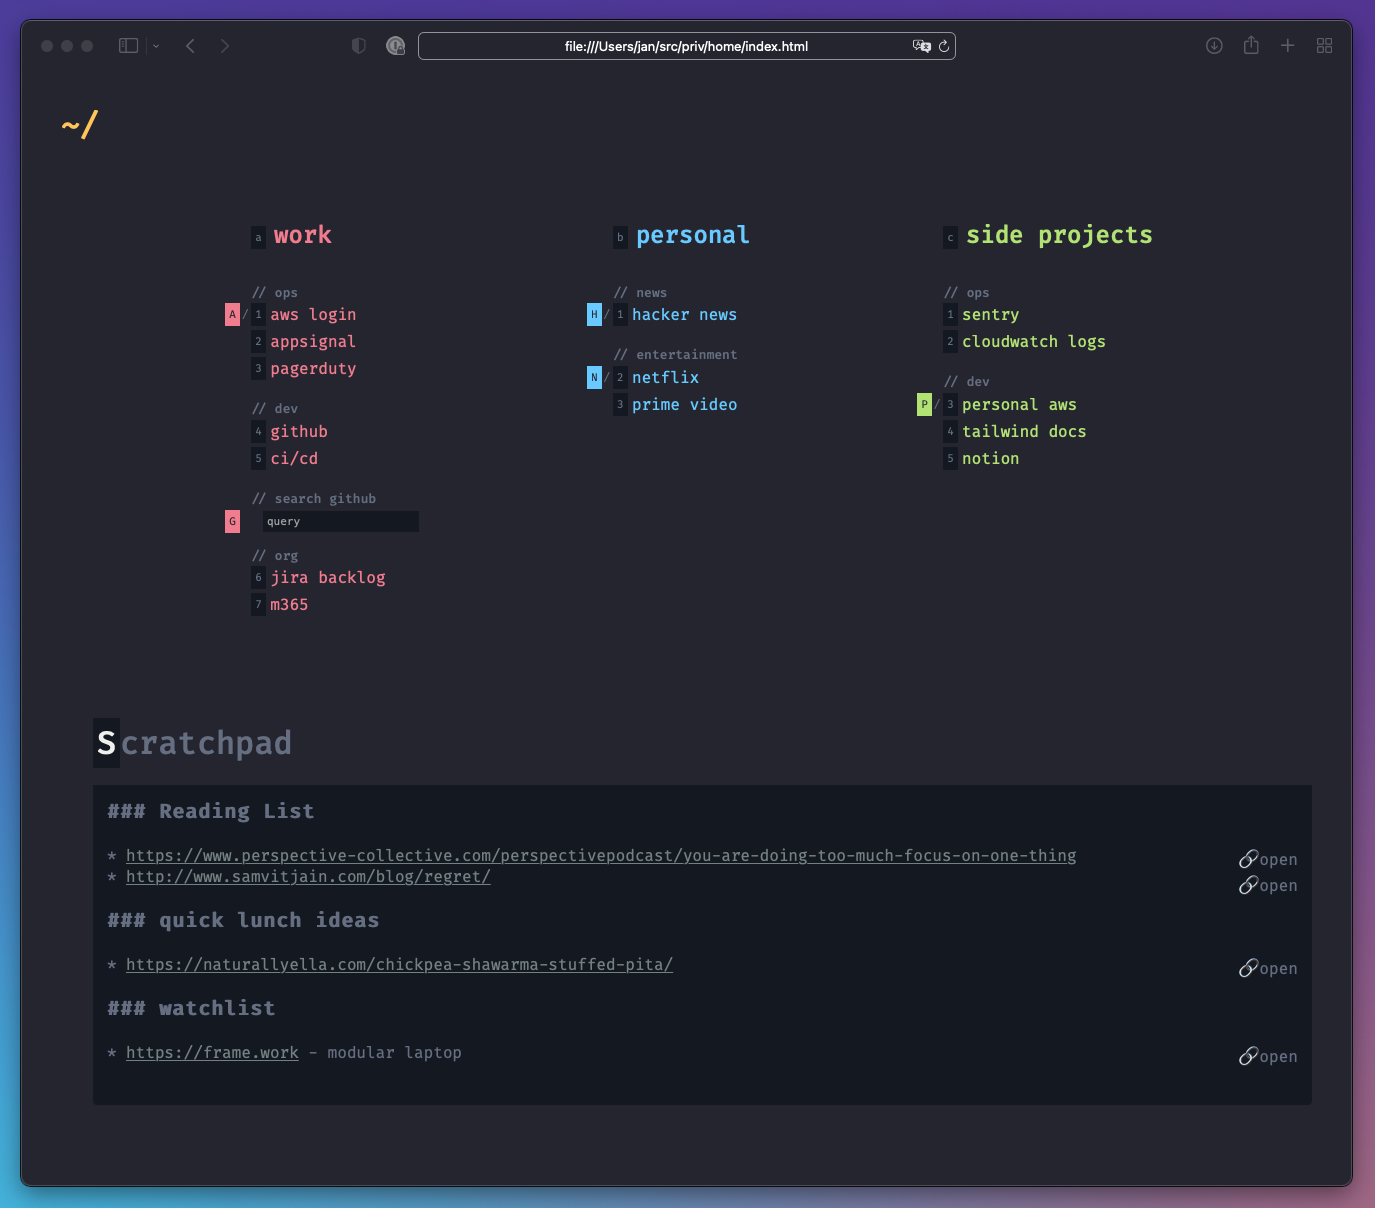 file:///Users/jan/src/priv/home/index.html
~/
a work
// ops
A / 1 aws login
2 appsignal
3 pagerduty
// dev
4 github
5 ci/cd
// search github
G query
// org
6 jira backlog
7 m365
b personal
// news
H / 1 hacker news
// entertainment
N / 2 netflix
3 prime video
c side projects
// ops
1 sentry
2 cloudwatch logs
// dev
P / 3 personal aws
4 tailwind docs
5 notion
Scratchpad
### Reading List
* https://www.perspective-collective.com/perspectivepodcast/you-are-doing-too-much-focus-on-one-thing 🔗open
* http://www.samvitjain.com/blog/regret/ 🔗open
### quick lunch ideas
* https://naturallyella.com/chickpea-shawarma-stuffed-pita/ 🔗open
### watchlist
* https://frame.work - modular laptop 🔗open